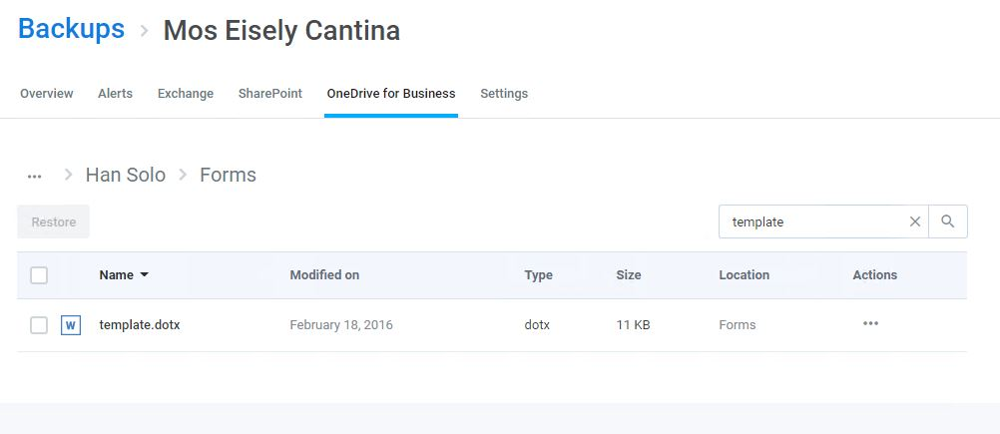 Backups > Mos Eisely Cantina
Overview Alerts Exchange SharePoint OneDrive for Business Settings
... > Han Solo > Forms
Restore template
Name Modified on Type Size Location Actions
W template.dotx February 18, 2016 dotx 11 KB Forms ...